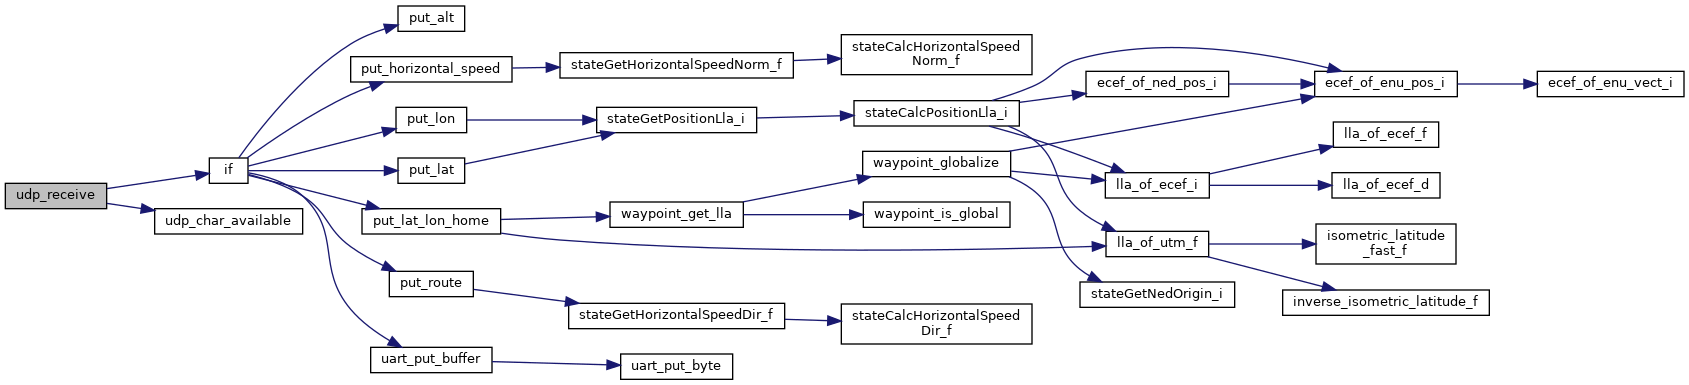 udp_receive
if
udp_char_available
put_alt
put_horizontal_speed
put_lon
put_lat
put_lat_lon_home
put_route
uart_put_buffer
stateGetHorizontalSpeedNorm_f
stateGetPositionLla_i
waypoint_get_lla
stateGetHorizontalSpeedDir_f
uart_put_byte
stateCalcHorizontalSpeed
Norm_f
stateCalcPositionLla_i
waypoint_globalize
waypoint_is_global
stateCalcHorizontalSpeed
Dir_f
ecef_of_ned_pos_i
lla_of_ecef_i
lla_of_utm_f
stateGetNedOrigin_i
ecef_of_enu_pos_i
lla_of_ecef_f
lla_of_ecef_d
isometric_latitude
_fast_f
inverse_isometric_latitude_f
ecef_of_enu_vect_i